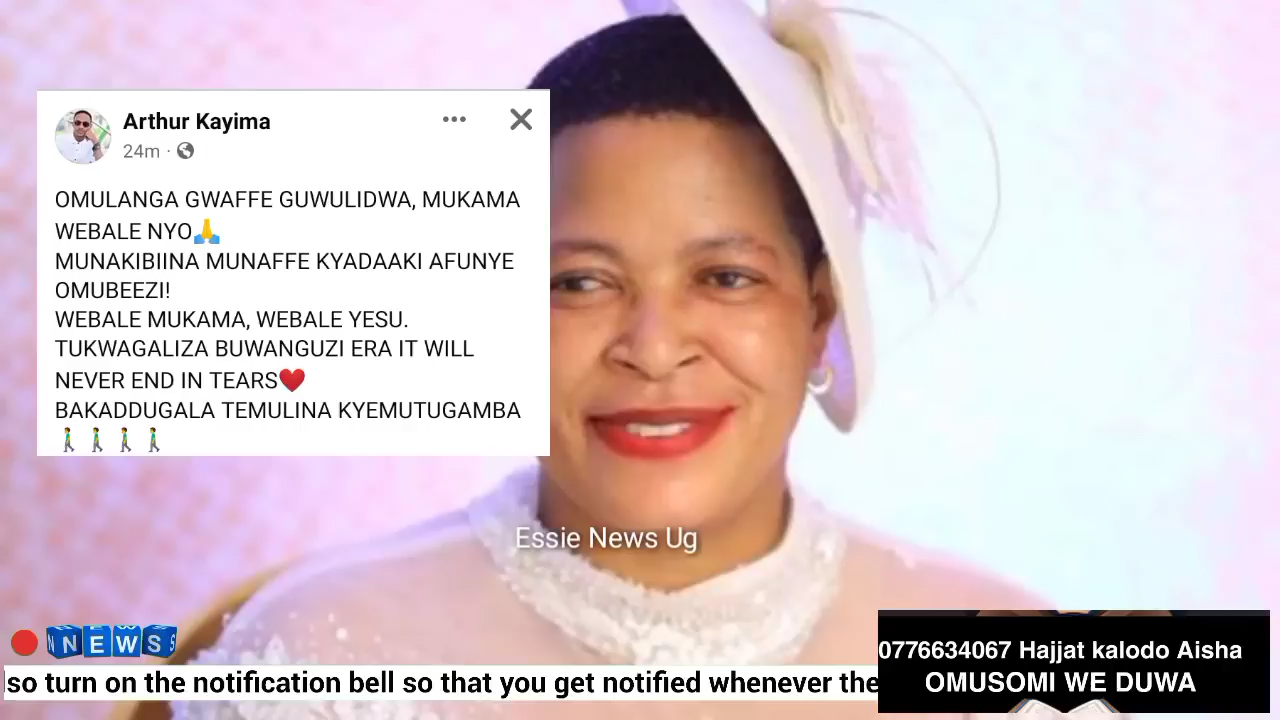 Arthur Kayima
24m
OMULANGA GWAFFE GUWULIDWA, MUKAMA
WEBALE NYO🙏
MUNAKIBIINA MUNAFFE KYADAAKI AFUNYE
OMUBEEZI!
WEBALE MUKAMA, WEBALE YESU.
TUKWAGALIZA BUWANGUZI ERA IT WILL
NEVER END IN TEARS❤️
BAKADDUGALA TEMULINA KYEMUTUGAMBA
🚶‍♂️🚶‍♂️🚶‍♂️🚶‍♂️
Essie News Ug
NNEWSS
so turn on the notification bell so that you get notified whenever the
0776634067 Hajjat kalodo Aisha
OMUSOMI WE DUWA